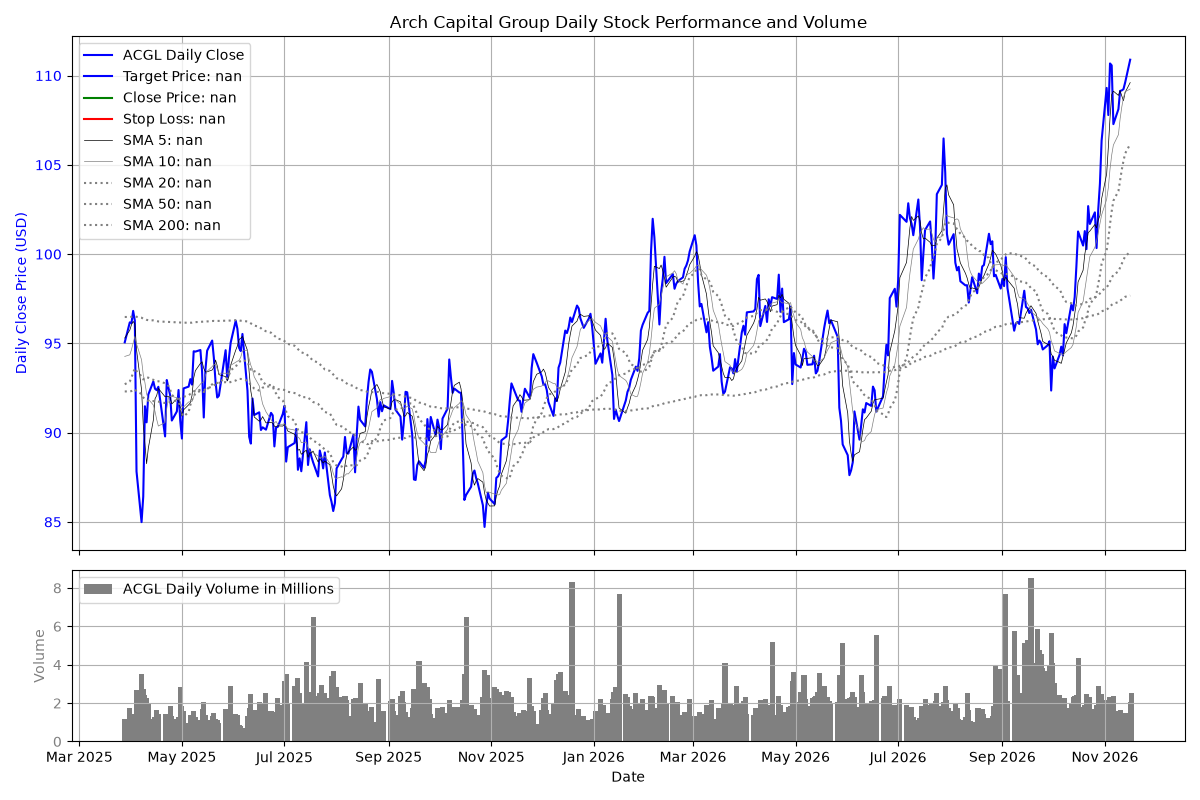 Arch Capital Group Daily Stock Performance and Volume
ACGL Daily Close
Target Price: nan
Close Price: nan
Stop Loss: nan
SMA 5: nan
SMA 10: nan
SMA 20: nan
SMA 50: nan
SMA 200: nan
Daily Close Price (USD)
110
105
100
95
90
85
ACGL Daily Volume in Millions
Volume
8
6
4
2
0
Mar 2025 May 2025 Jul 2025 Sep 2025 Nov 2025 Jan 2026 Mar 2026 May 2026 Jul 2026 Sep 2026 Nov 2026
Date